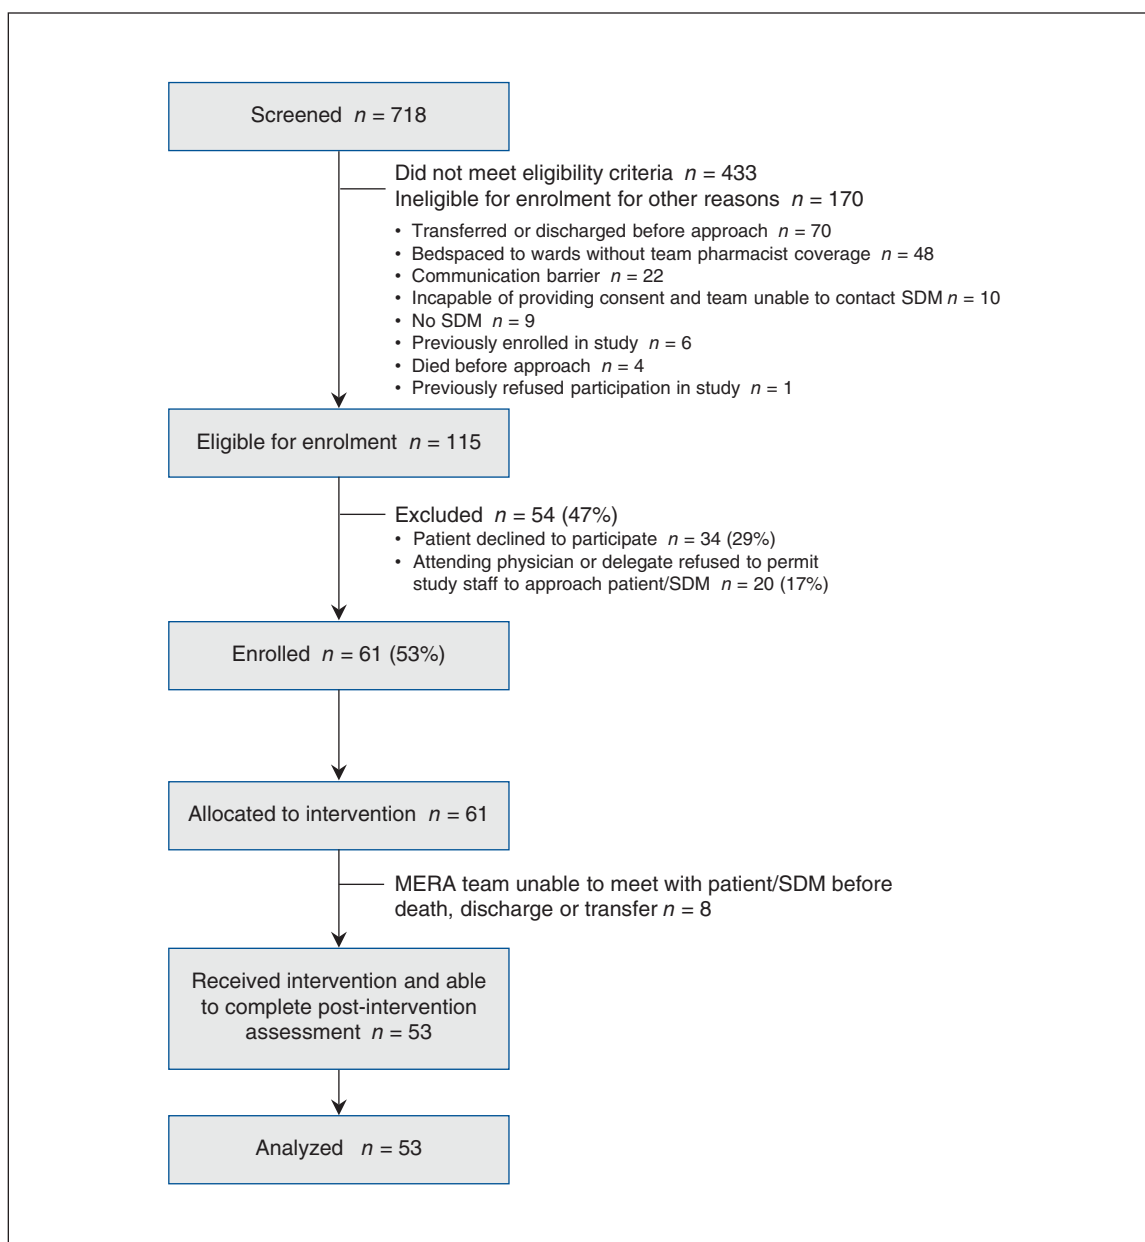 Screened n = 718
Did not meet eligibility criteria n = 433
Ineligible for enrolment for other reasons n = 170
• Transferred or discharged before approach n = 70
• Bedspaced to wards without team pharmacist coverage n = 48
• Communication barrier n = 22
• Incapable of providing consent and team unable to contact SDM n = 10
• No SDM n = 9
• Previously enrolled in study n = 6
• Died before approach n = 4
• Previously refused participation in study n = 1
Eligible for enrolment n = 115
Excluded n = 54 (47%)
• Patient declined to participate n = 34 (29%)
• Attending physician or delegate refused to permit
study staff to approach patient/SDM n = 20 (17%)
Enrolled n = 61 (53%)
Allocated to intervention n = 61
MERA team unable to meet with patient/SDM before
death, discharge or transfer n = 8
Received intervention and able
to complete post-intervention
assessment n = 53
Analyzed n = 53